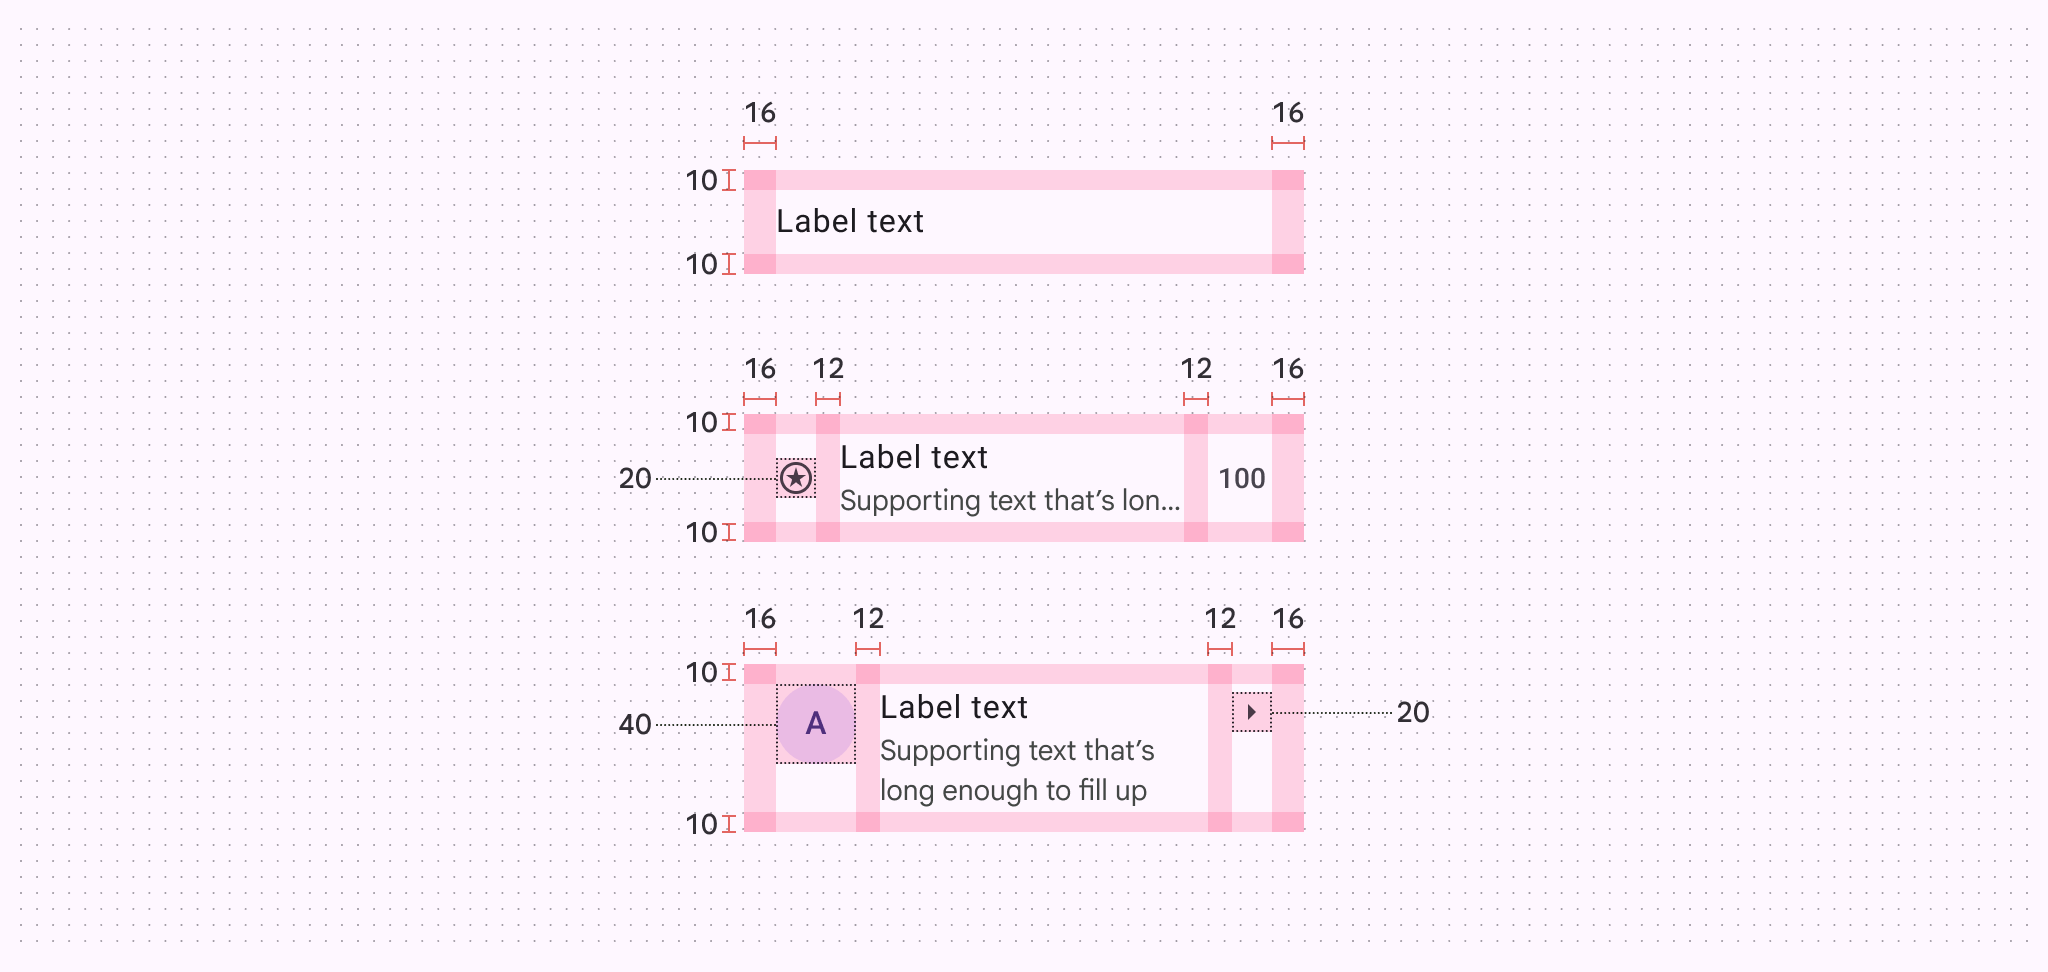 16 16
10
Label text
10
16 12 12 16
10
Label text
20 100
Supporting text that’s lon...
10
16 12 12 16
10
Label text
40 A 20
Supporting text that’s
long enough to fill up
10